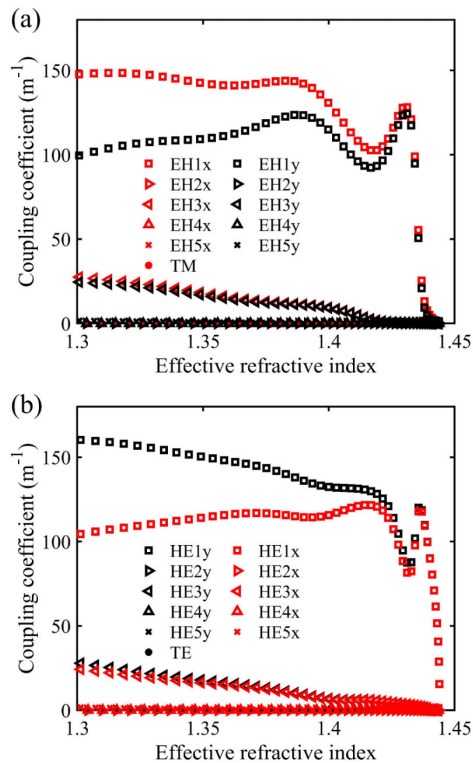 (a)
Coupling coefficient (m⁻¹)
150
100
50
0
EH1x EH1y
EH2x EH2y
EH3x EH3y
EH4x EH4y
EH5x EH5y
TM
1.3 1.35 1.4 1.45
Effective refractive index
(b)
Coupling coefficient (m⁻¹)
150
100
50
0
HE1y HE1x
HE2y HE2x
HE3y HE3x
HE4y HE4x
HE5y HE5x
TE
1.3 1.35 1.4 1.45
Effective refractive index